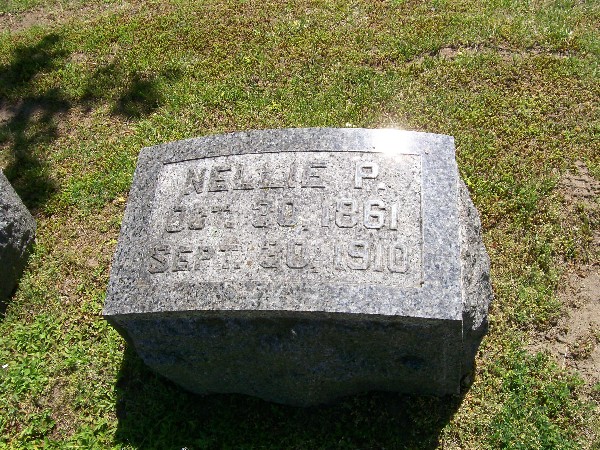 NELLIE P.
OCT. 30, 1861
SEPT. 30, 1910